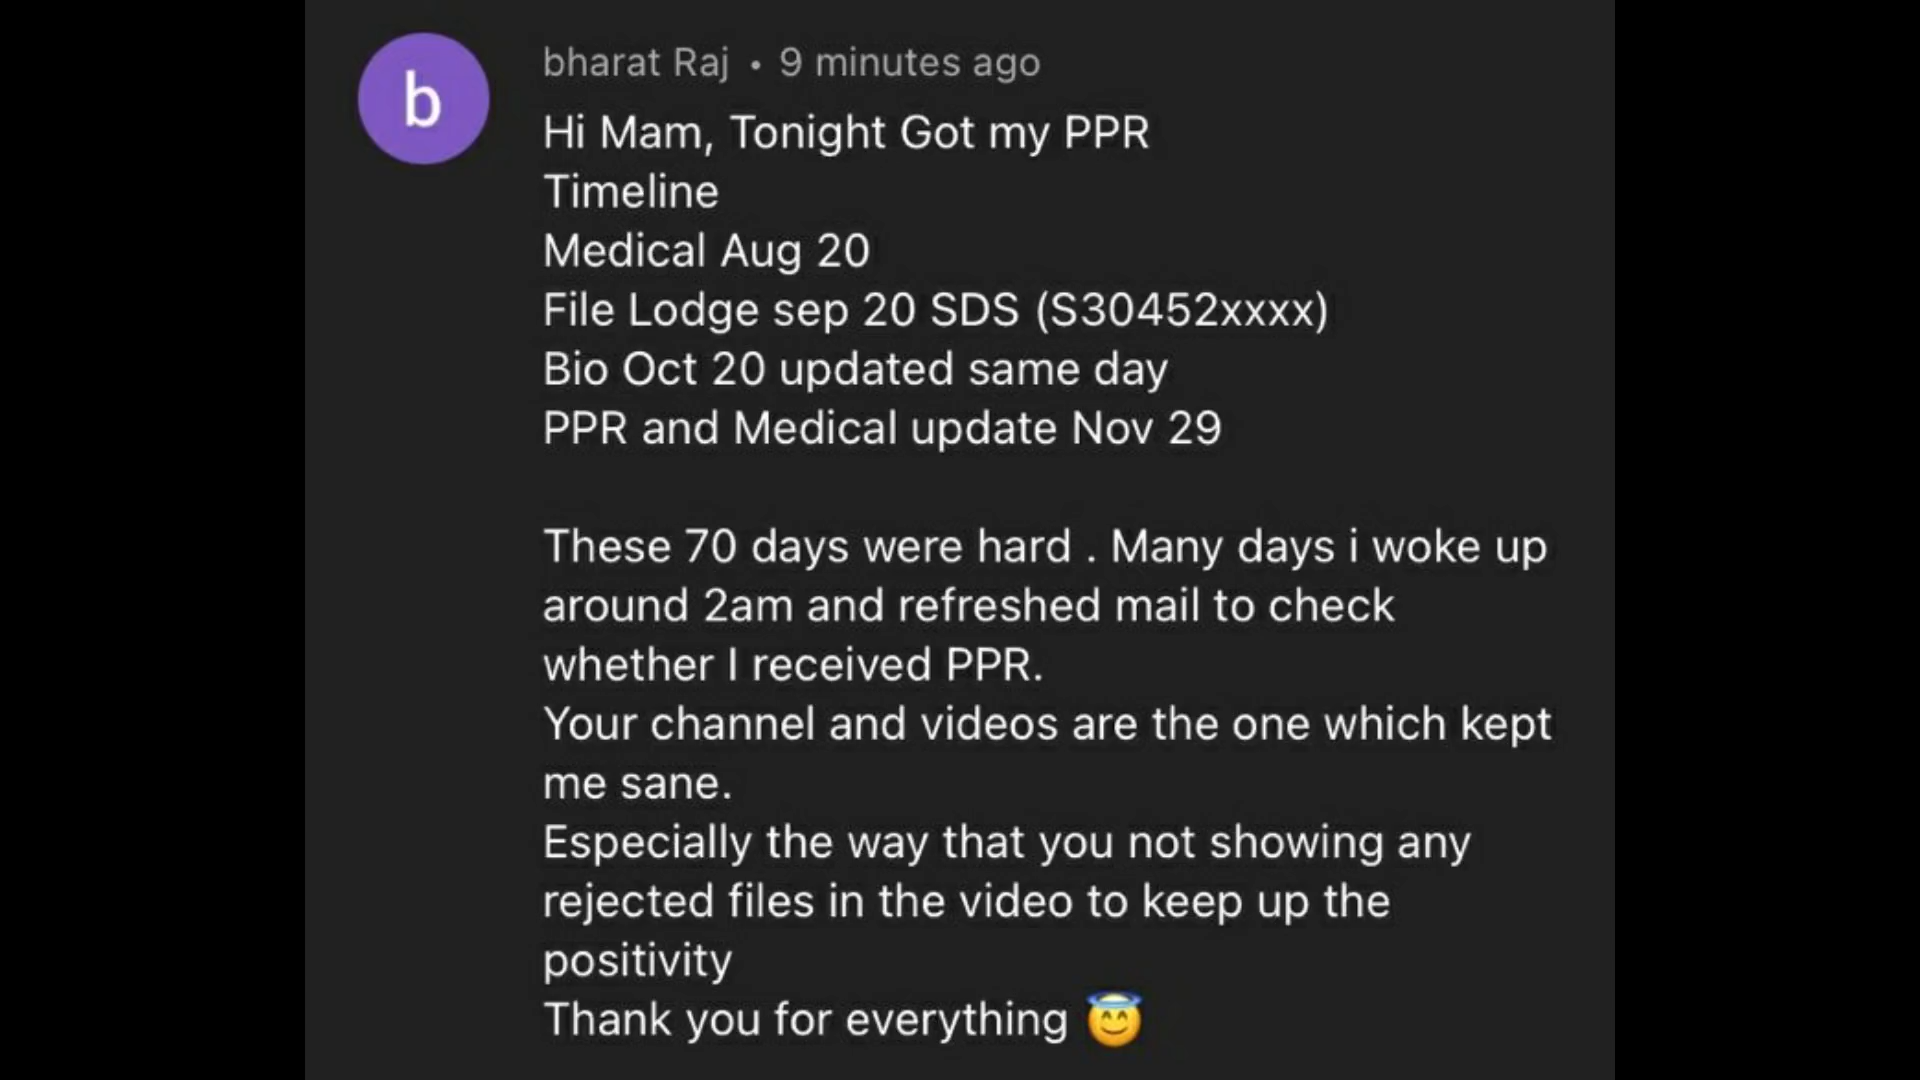 b
bharat Raj • 9 minutes ago
Hi Mam, Tonight Got my PPR
Timeline
Medical Aug 20
File Lodge sep 20 SDS (S30452xxxx)
Bio Oct 20 updated same day
PPR and Medical update Nov 29
These 70 days were hard . Many days i woke up
around 2am and refreshed mail to check
whether I received PPR.
Your channel and videos are the one which kept
me sane.
Especially the way that you not showing any
rejected files in the video to keep up the
positivity
Thank you for everything 😇